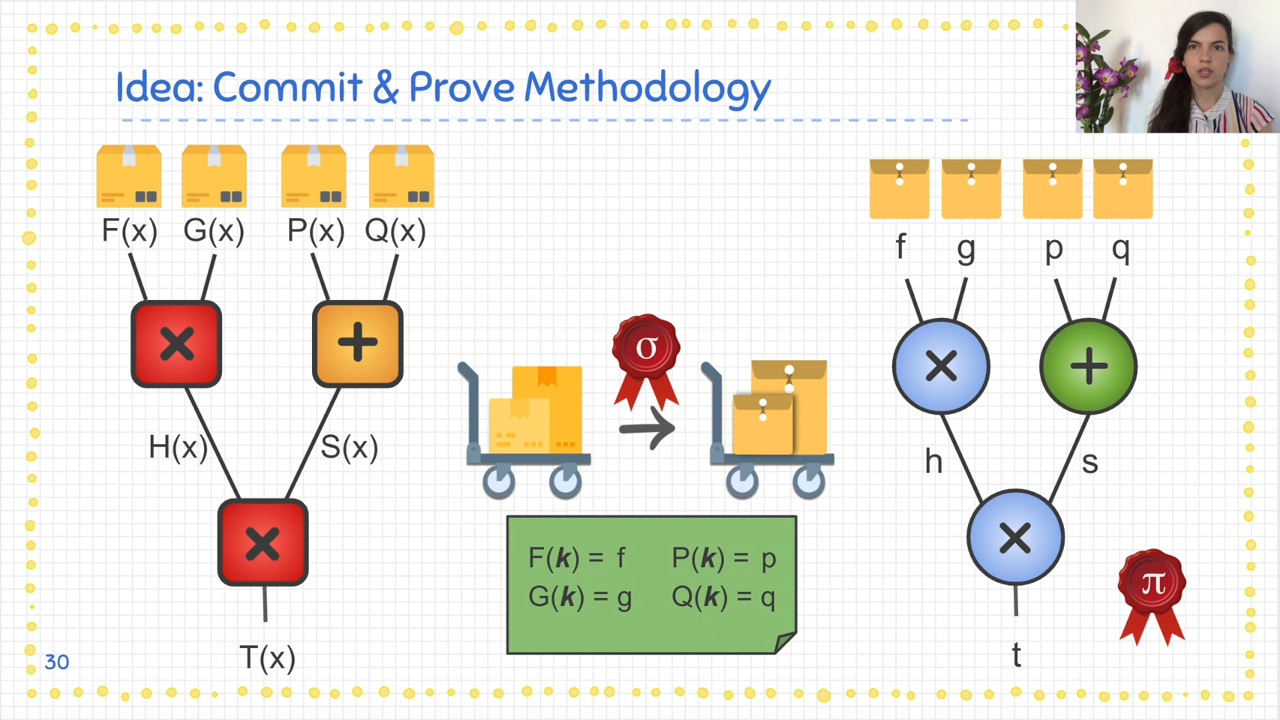 Idea: Commit & Prove Methodology
F(x) G(x) P(x) Q(x)
f g p q
× +
× +
σ
H(x) S(x)
h s
×
×
F(k) = f P(k) = p
G(k) = g Q(k) = q
π
T(x)
t
30